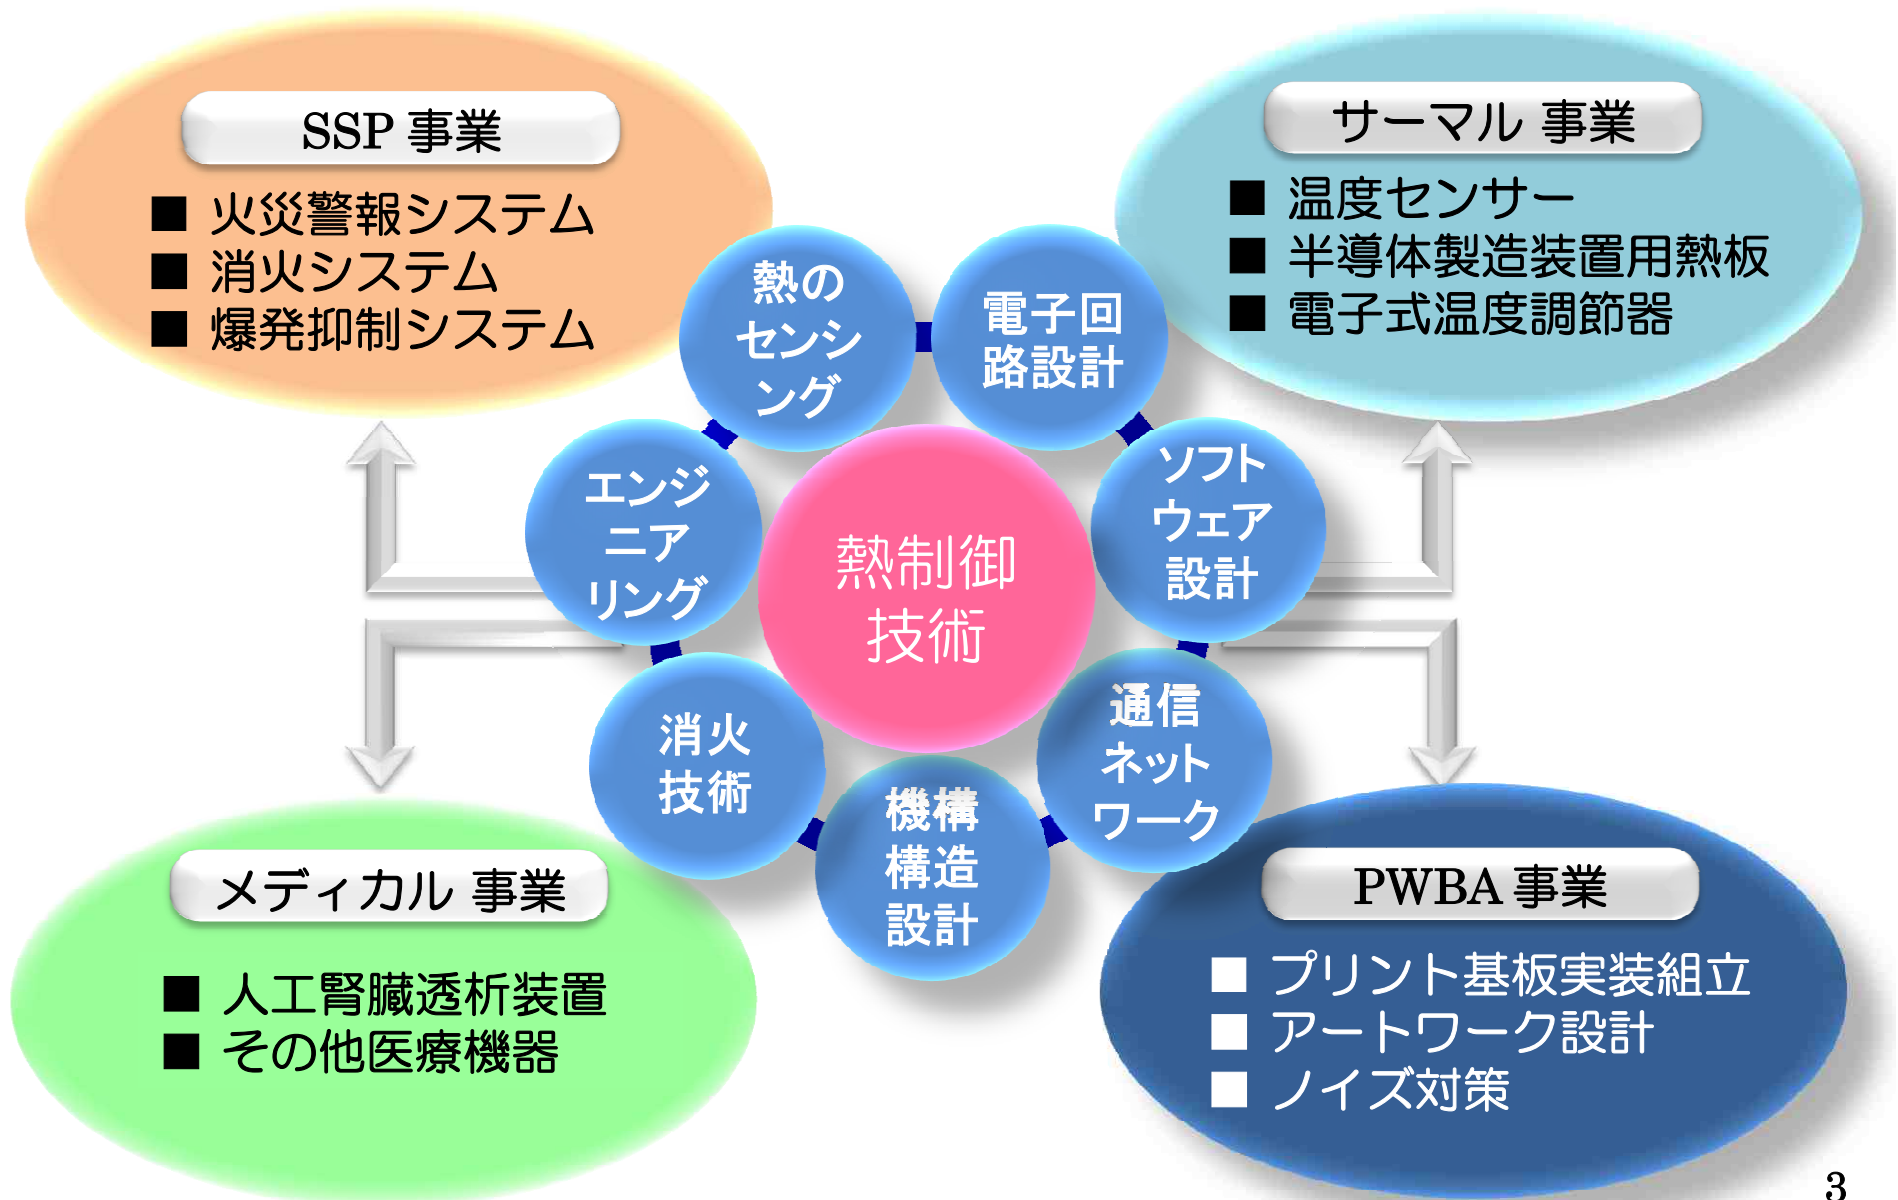 SSP 事業
■ 火災警報システム
■ 消火システム
■ 爆発抑制システム
サーマル 事業
■ 温度センサー
■ 半導体製造装置用熱板
■ 電子式温度調節器
熱の
センシ
ング
電子回
路設計
エンジ
ニア
リング
ソフト
ウェア
設計
熱制御
技術
消火
技術
通信
ネット
ワーク
機構
構造
設計
メディカル 事業
■ 人工腎臓透析装置
■ その他医療機器
PWBA 事業
■ プリント基板実装組立
■ アートワーク設計
■ ノイズ対策
3